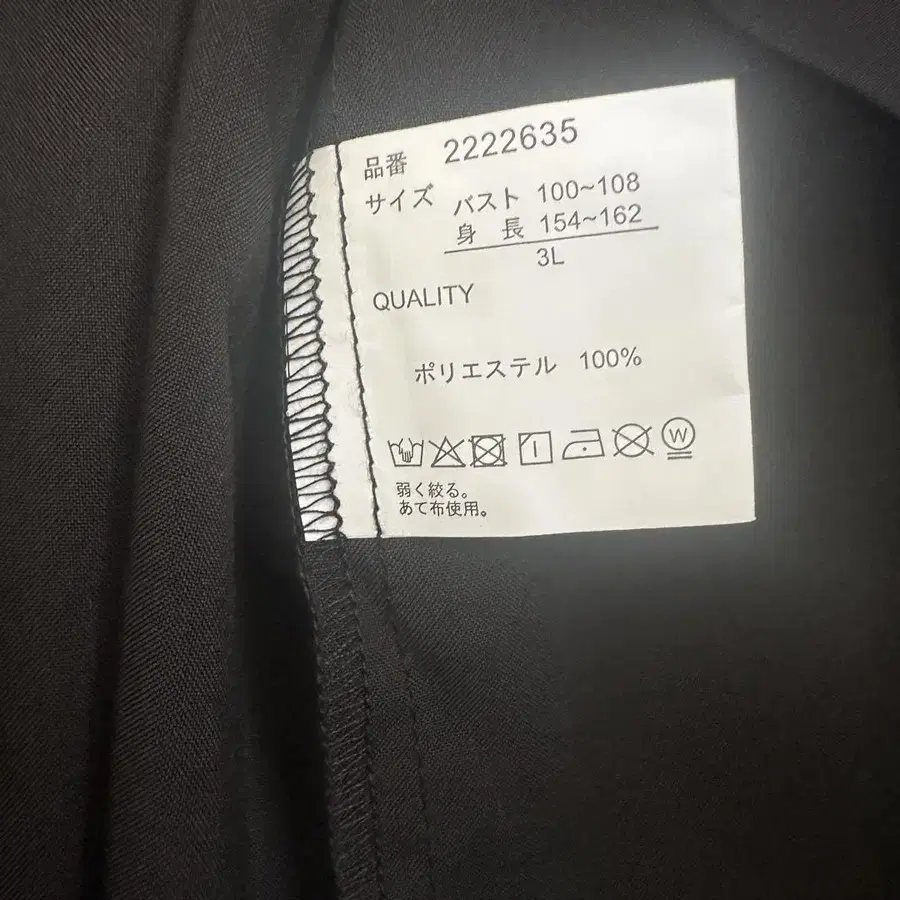 品番 2222635
サイズ バスト 100~108
身 長 154~162
3L
QUALITY
ポリエステル 100%
W
弱く絞る。
あて布使用。